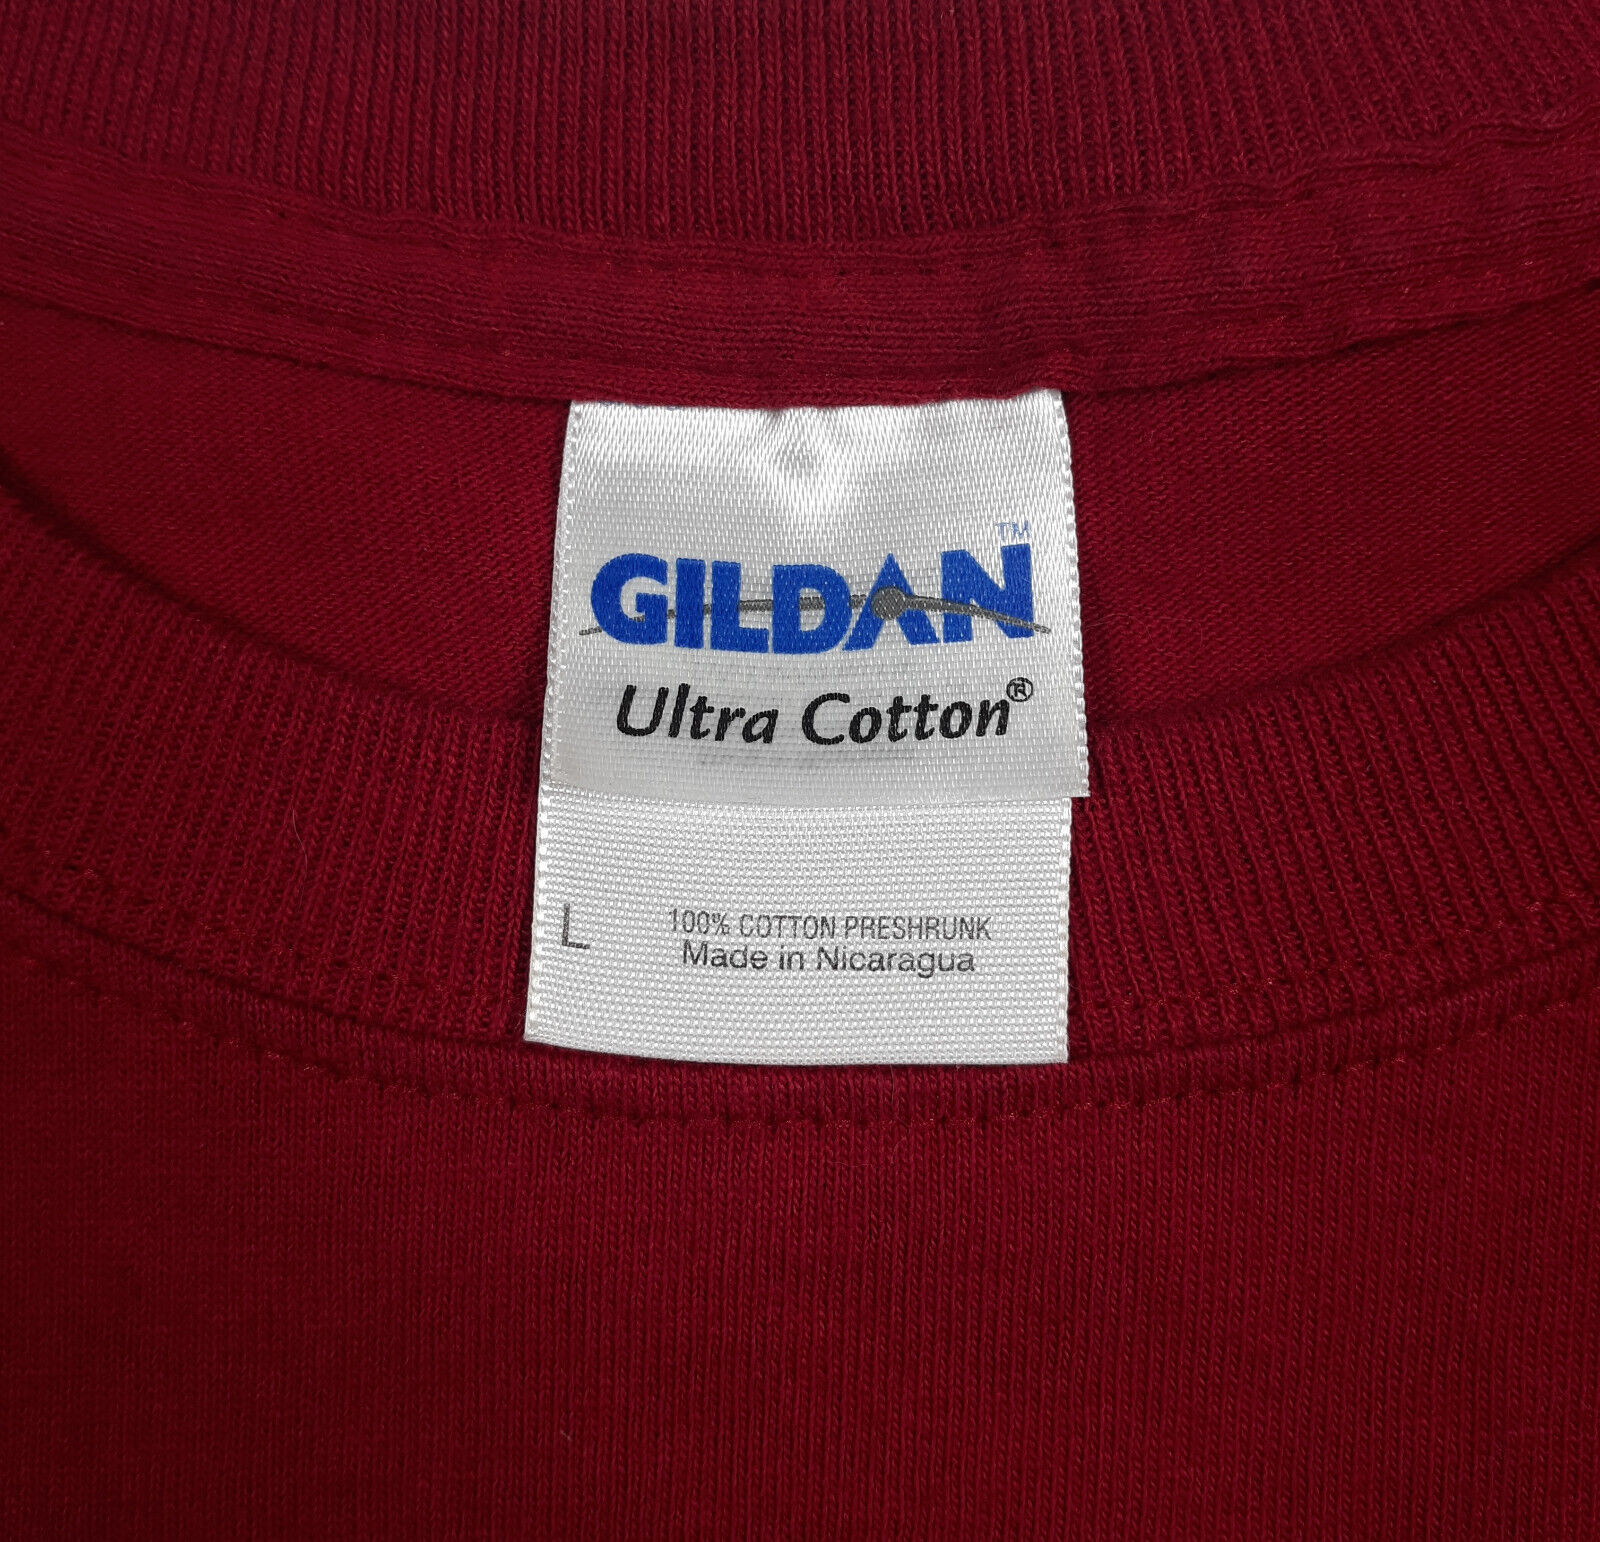 GILDAN™
Ultra Cotton®
L 100% COTTON PRESHRUNK
Made in Nicaragua